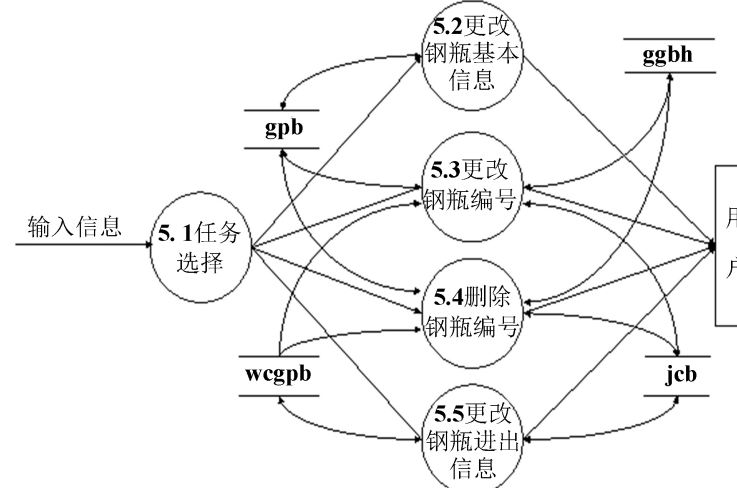 5.2更改
钢瓶基本
信息
ggbh
gpb
5.3更改
钢瓶编号
输入信息
5. 1任务
选择
用
户
5.4删除
钢瓶编号
wcgpb
jcb
5.5更改
钢瓶进出
信息